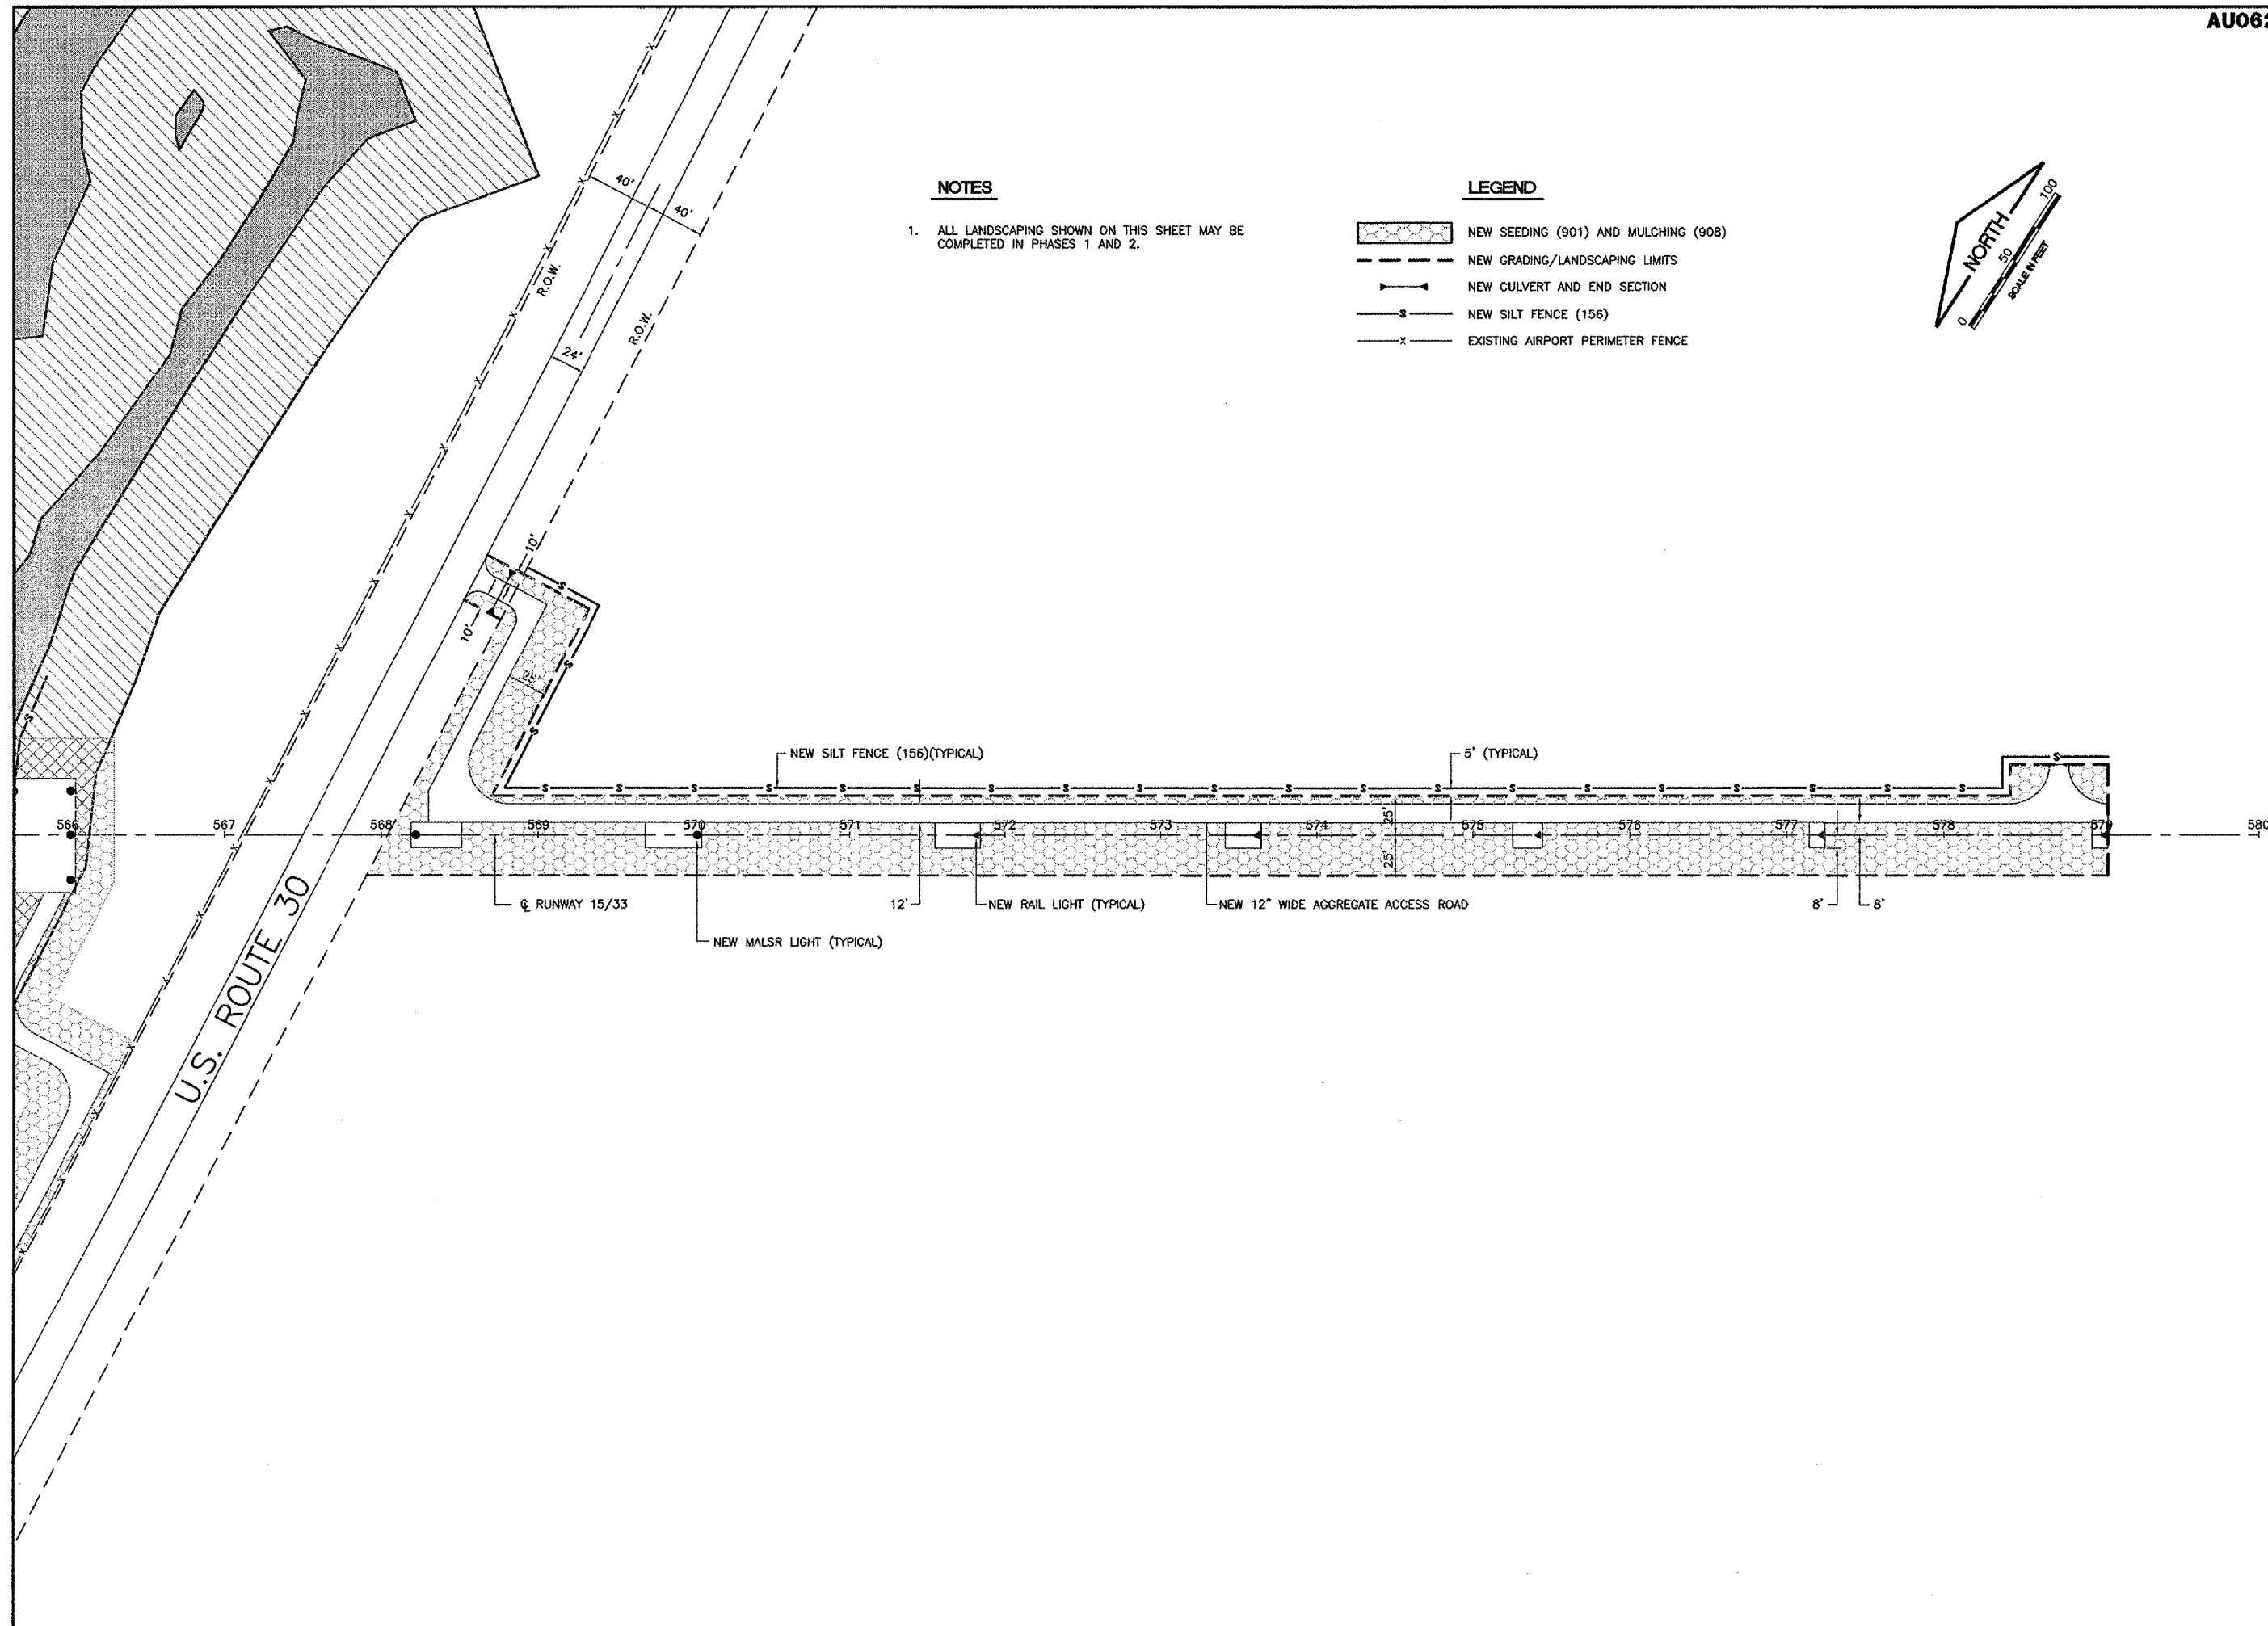 AU062
NOTES
1. ALL LANDSCAPING SHOWN ON THIS SHEET MAY BE
COMPLETED IN PHASES 1 AND 2.
LEGEND
NEW SEEDING (901) AND MULCHING (908)
NEW GRADING/LANDSCAPING LIMITS
NEW CULVERT AND END SECTION
S NEW SILT FENCE (156)
X EXISTING AIRPORT PERIMETER FENCE
NORTH
0 50 100
SCALE IN FEET
40'
40'
R.O.W.
R.O.W.
24'
10'
10'
NEW SILT FENCE (156)(TYPICAL)
5' (TYPICAL)
566 567 568 569 570 571 572 573 574 575 576 577 578 579 580
25'
25'
℄ RUNWAY 15/33
12'
NEW RAIL LIGHT (TYPICAL)
NEW 12" WIDE AGGREGATE ACCESS ROAD
8'
8'
NEW MALSR LIGHT (TYPICAL)
U.S. ROUTE 30